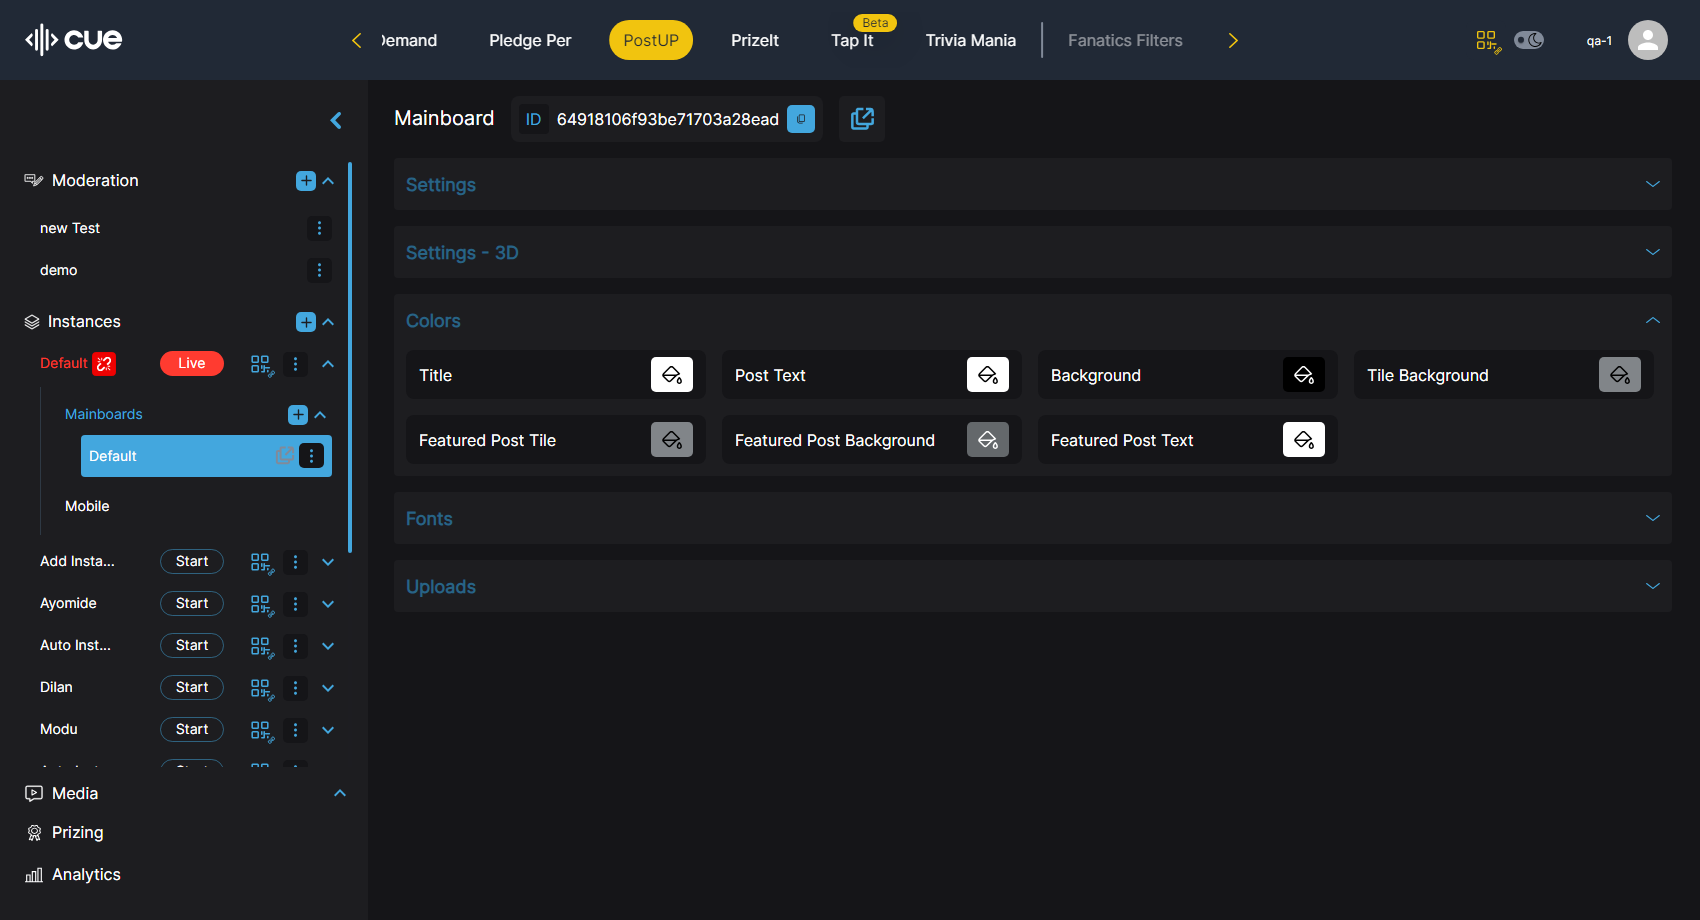 cue
Demand
Pledge Per
PostUP
PrizeIt
Beta
Tap It
Trivia Mania
Fanatics Filters
qa-1
Moderation
new Test
demo
Instances
Default
Live
Mainboards
Default
Mobile
Add Insta...
Start
Ayomide
Start
Auto Inst...
Start
Dilan
Start
Modu
Start
Media
Prizing
Analytics
Mainboard
ID
64918106f93be71703a28ead
Settings
Settings - 3D
Colors
Title
Post Text
Background
Tile Background
Featured Post Tile
Featured Post Background
Featured Post Text
Fonts
Uploads